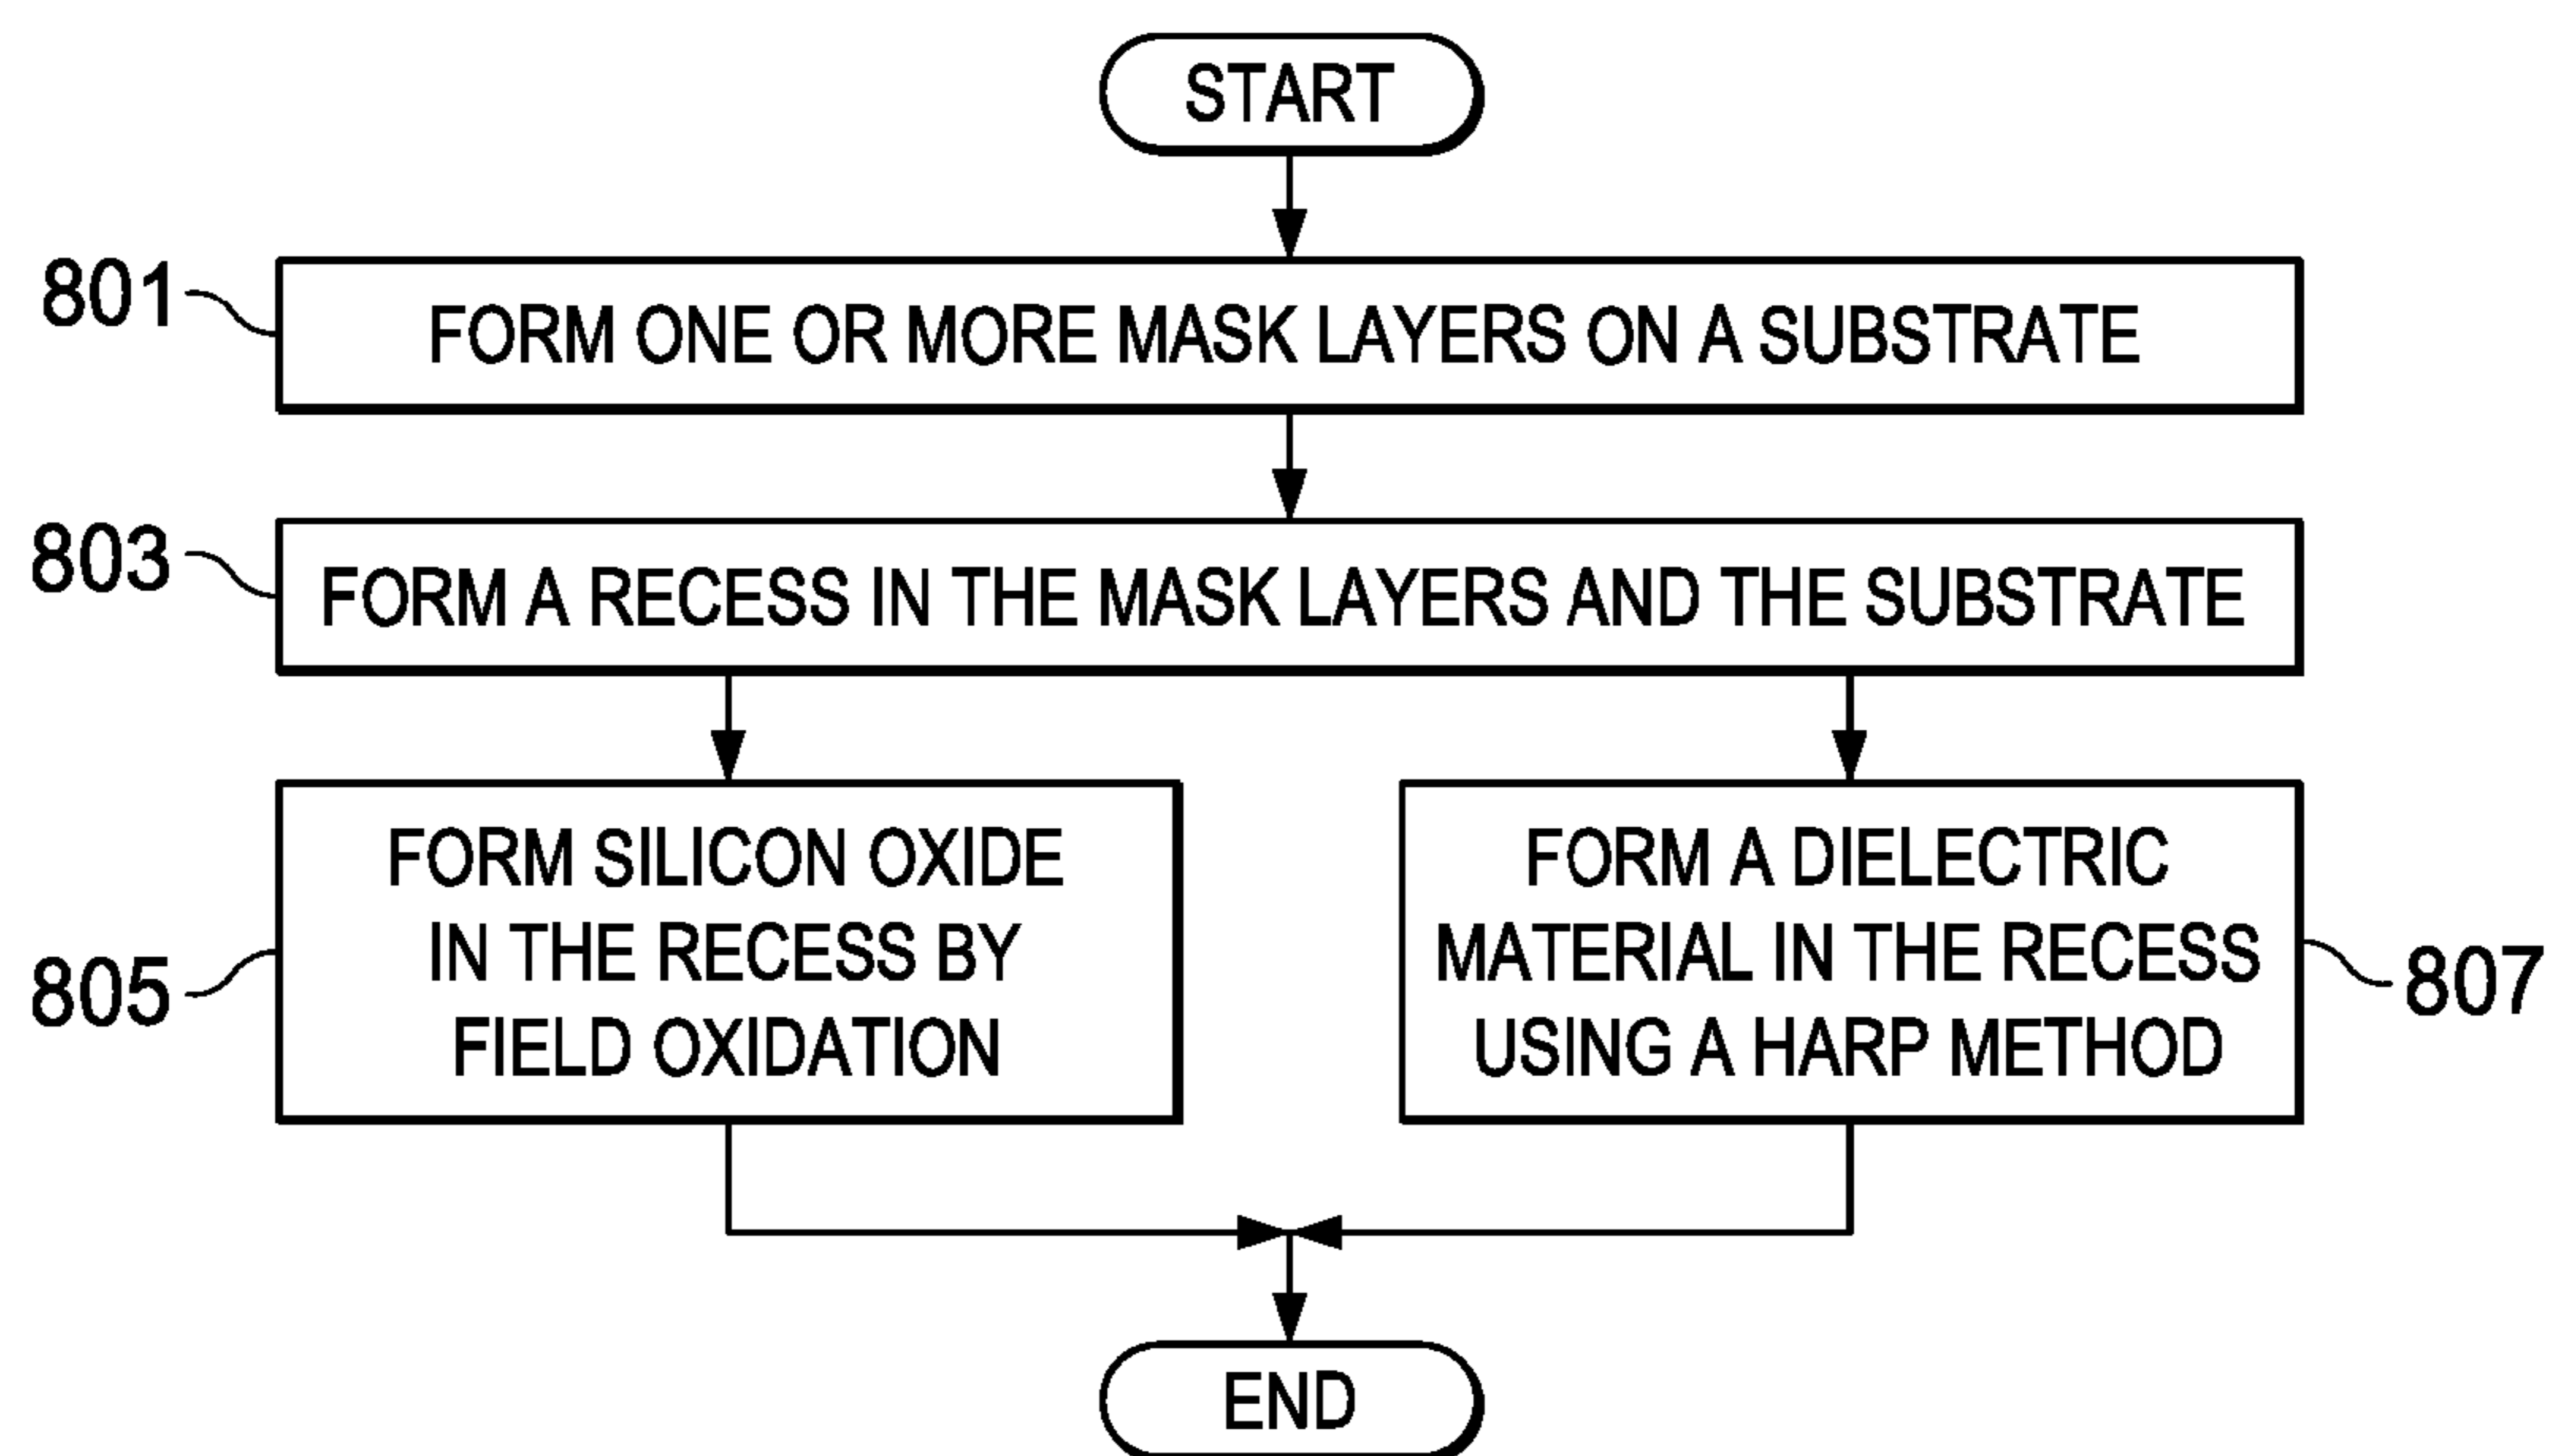 START
801
FORM ONE OR MORE MASK LAYERS ON A SUBSTRATE
803
FORM A RECESS IN THE MASK LAYERS AND THE SUBSTRATE
805
FORM SILICON OXIDE
IN THE RECESS BY
FIELD OXIDATION
FORM A DIELECTRIC
MATERIAL IN THE RECESS
USING A HARP METHOD
807
END